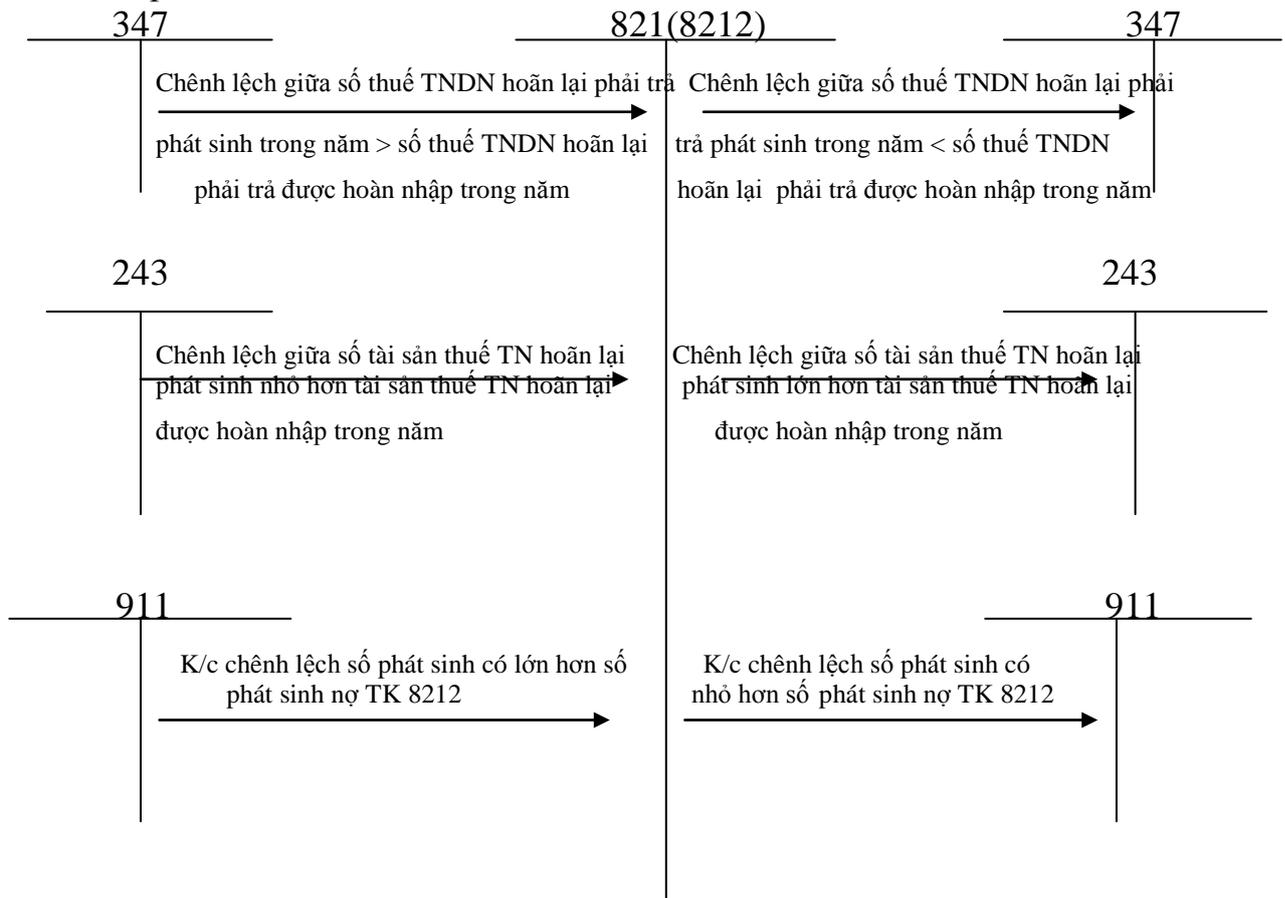 347
821(8212)
347
Chênh lệch giữa số thuế TNDN hoãn lại phải trả
phát sinh trong năm > số thuế TNDN hoãn lại
phải trả được hoàn nhập trong năm
Chênh lệch giữa số thuế TNDN hoãn lại phải
trả phát sinh trong năm < số thuế TNDN
hoãn lại phải trả được hoàn nhập trong năm
243
243
Chênh lệch giữa số tài sản thuế TN hoãn lại
phát sinh nhỏ hơn tài sản thuế TN hoãn lại
được hoàn nhập trong năm
Chênh lệch giữa số tài sản thuế TN hoãn lại
phát sinh lớn hơn tài sản thuế TN hoãn lại
được hoàn nhập trong năm
911
911
K/c chênh lệch số phát sinh có lớn hơn số
phát sinh nợ TK 8212
K/c chênh lệch số phát sinh có
nhỏ hơn số phát sinh nợ TK 8212